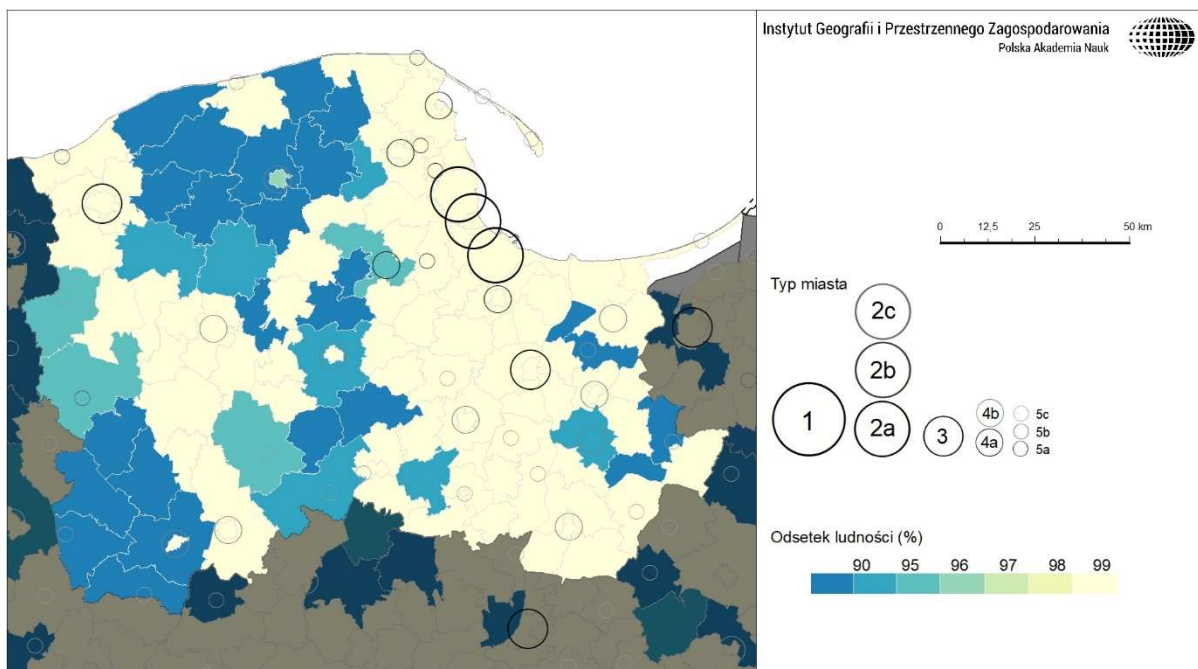 Instytut Geografii i Przestrzennego Zagospodarowania
Polska Akademia Nauk
0 12,5 25 50 km
Typ miasta
2c
2b
1 2a 3 4b 4a 5c 5b 5a
Odsetek ludności (%)
90 95 96 97 98 99